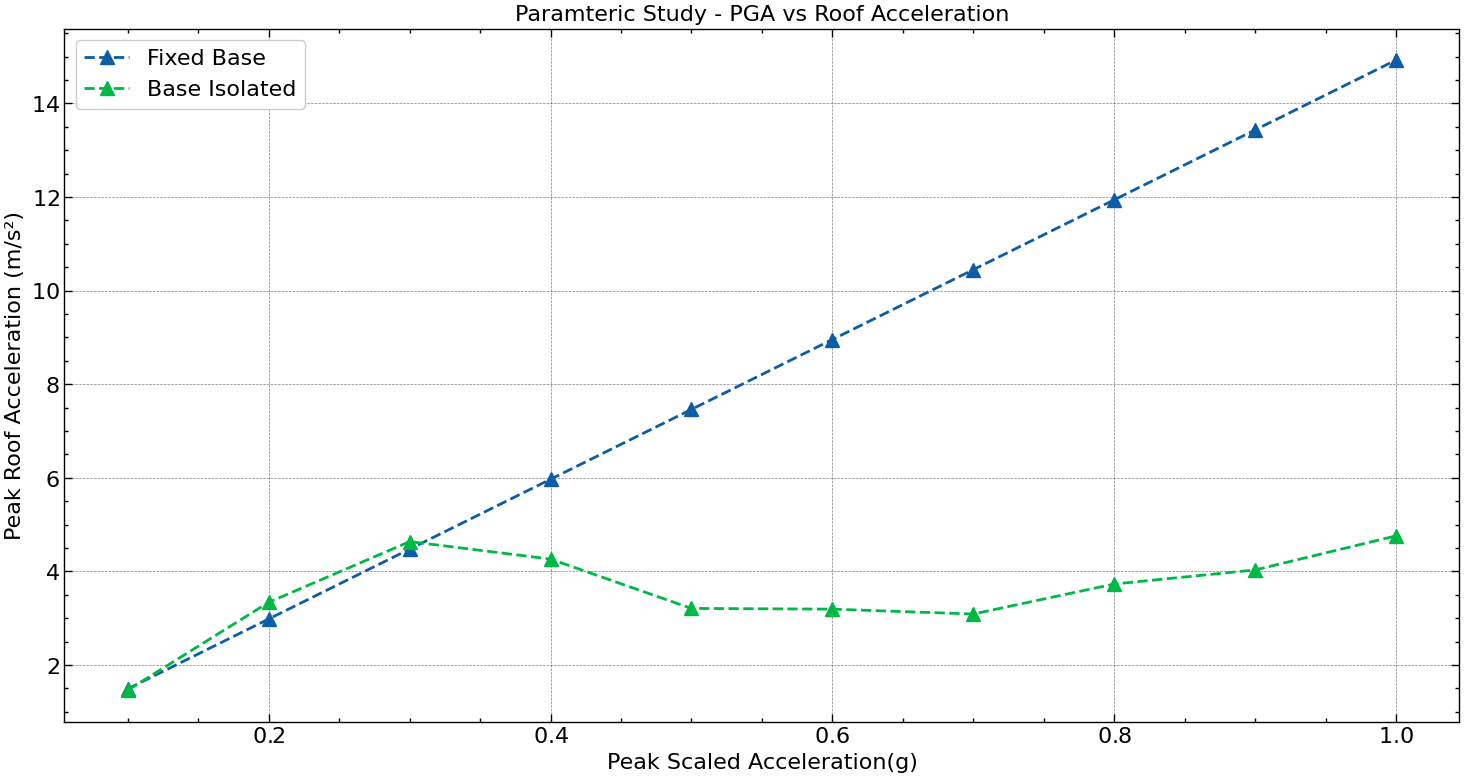 Paramteric Study - PGA vs Roof Acceleration
Fixed Base
Base Isolated
Peak Roof Acceleration (m/s²)
14
12
10
8
6
4
2
0.2
0.4
0.6
0.8
1.0
Peak Scaled Acceleration(g)